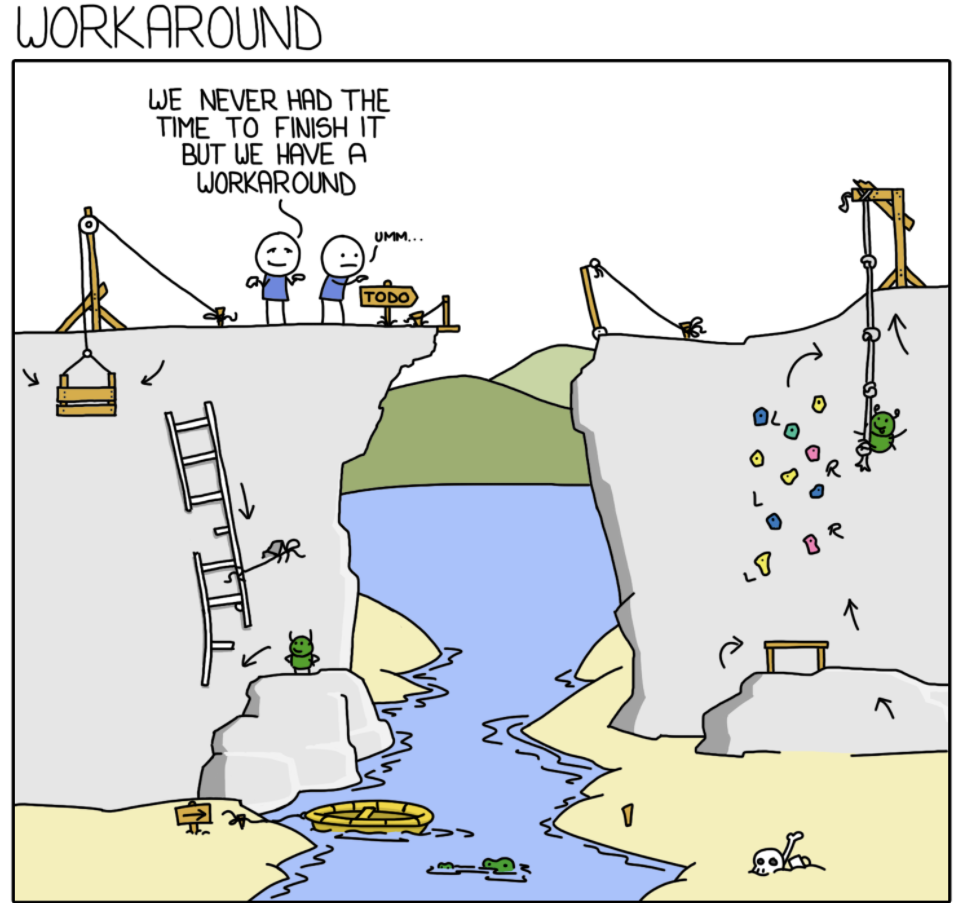 WORKAROUND
WE NEVER HAD THE
TIME TO FINISH IT
BUT WE HAVE A
WORKAROUND
UMM...
TODO
L
R
L
R
L